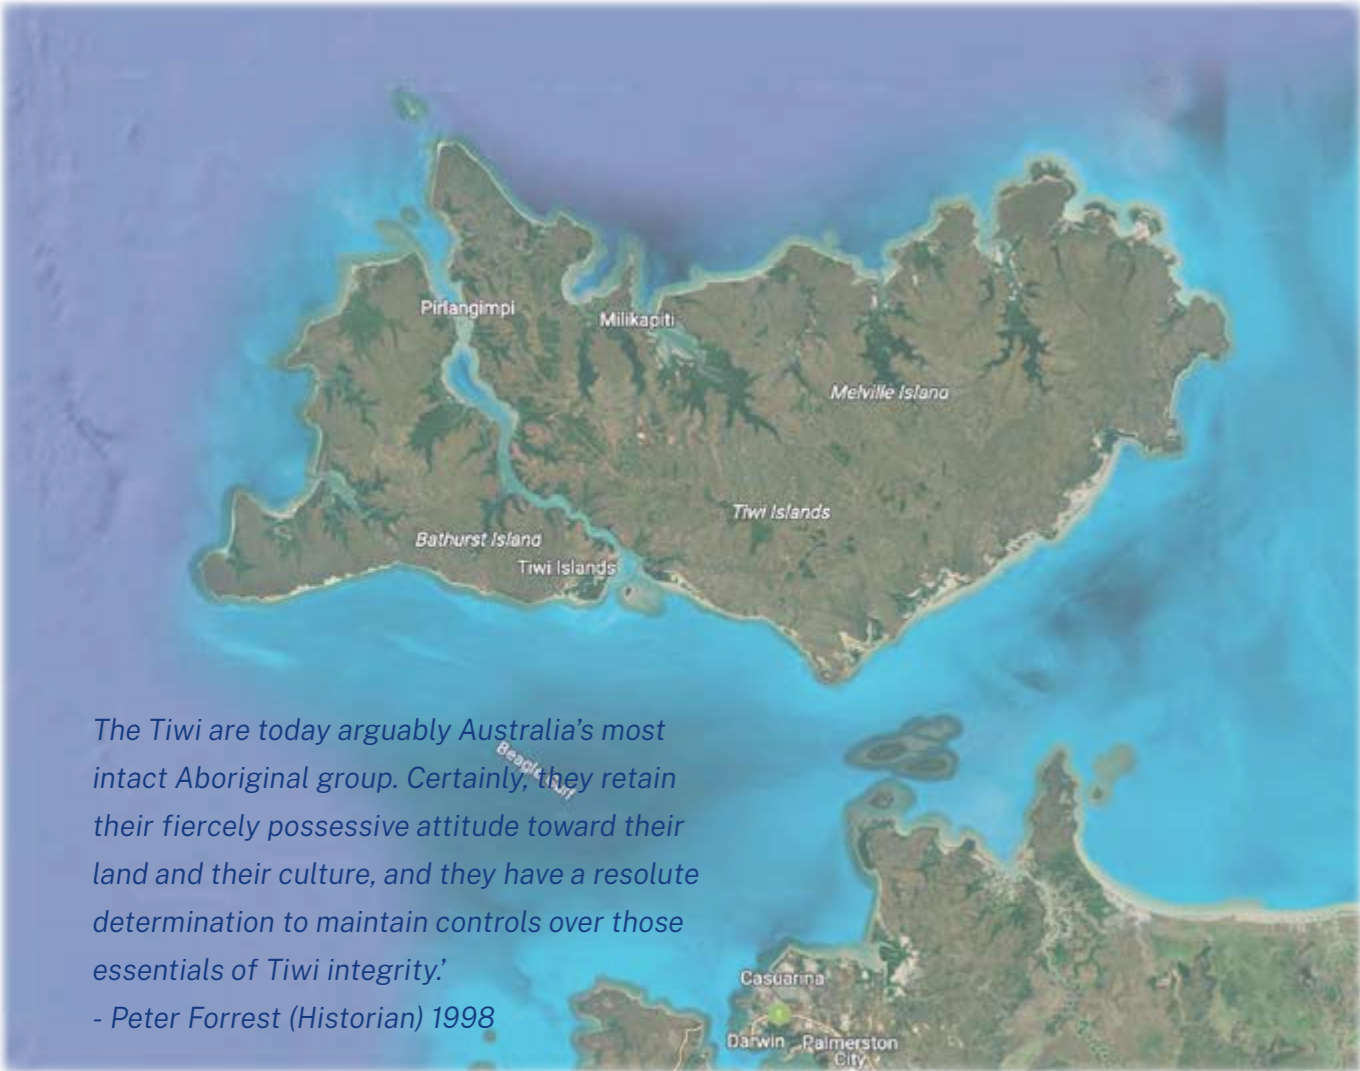 Pirlangimpi
Milikapiti
Melville Island
Tiwi Islands
Bathurst Island
Tiwi Islands
The Tiwi are today arguably Australia’s most
intact Aboriginal group. Certainly, they retain
their fiercely possessive attitude toward their
land and their culture, and they have a resolute
determination to maintain controls over those
essentials of Tiwi integrity.’
- Peter Forrest (Historian) 1998
Beagle Gulf
Casuarina
Darwin
Palmerston
City